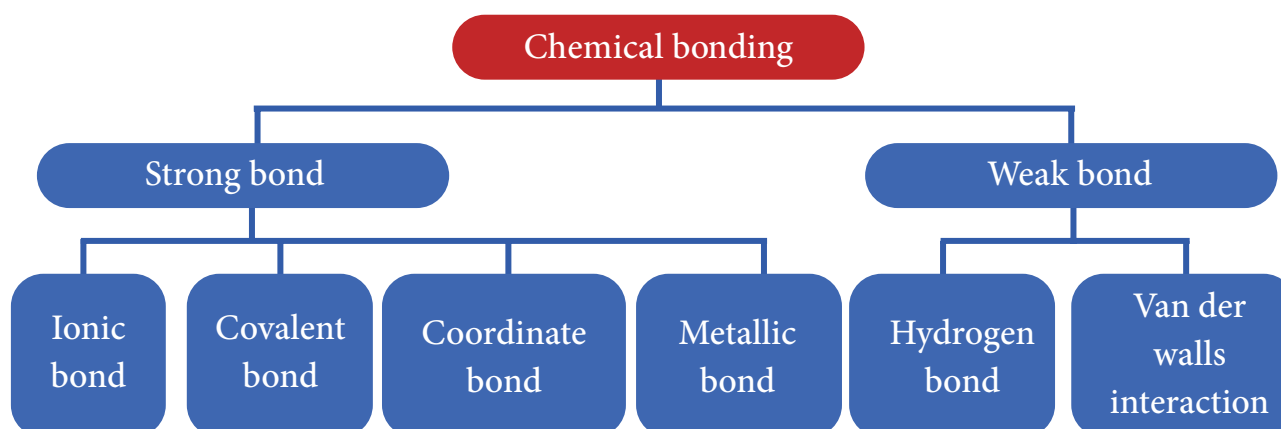 Chemical bonding
Strong bond
Weak bond
Ionic
bond
Covalent
bond
Coordinate
bond
Metallic
bond
Hydrogen
bond
Van der
walls
interaction